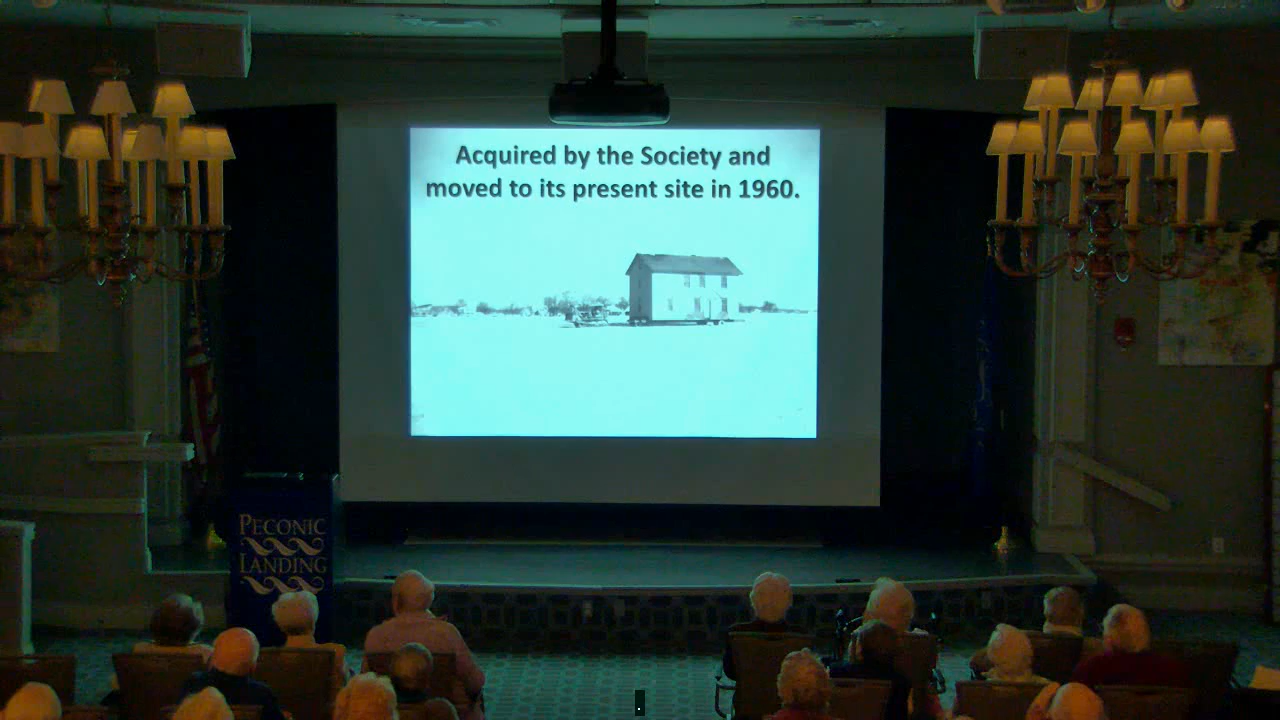 Acquired by the Society and
moved to its present site in 1960.
PECONIC
LANDING